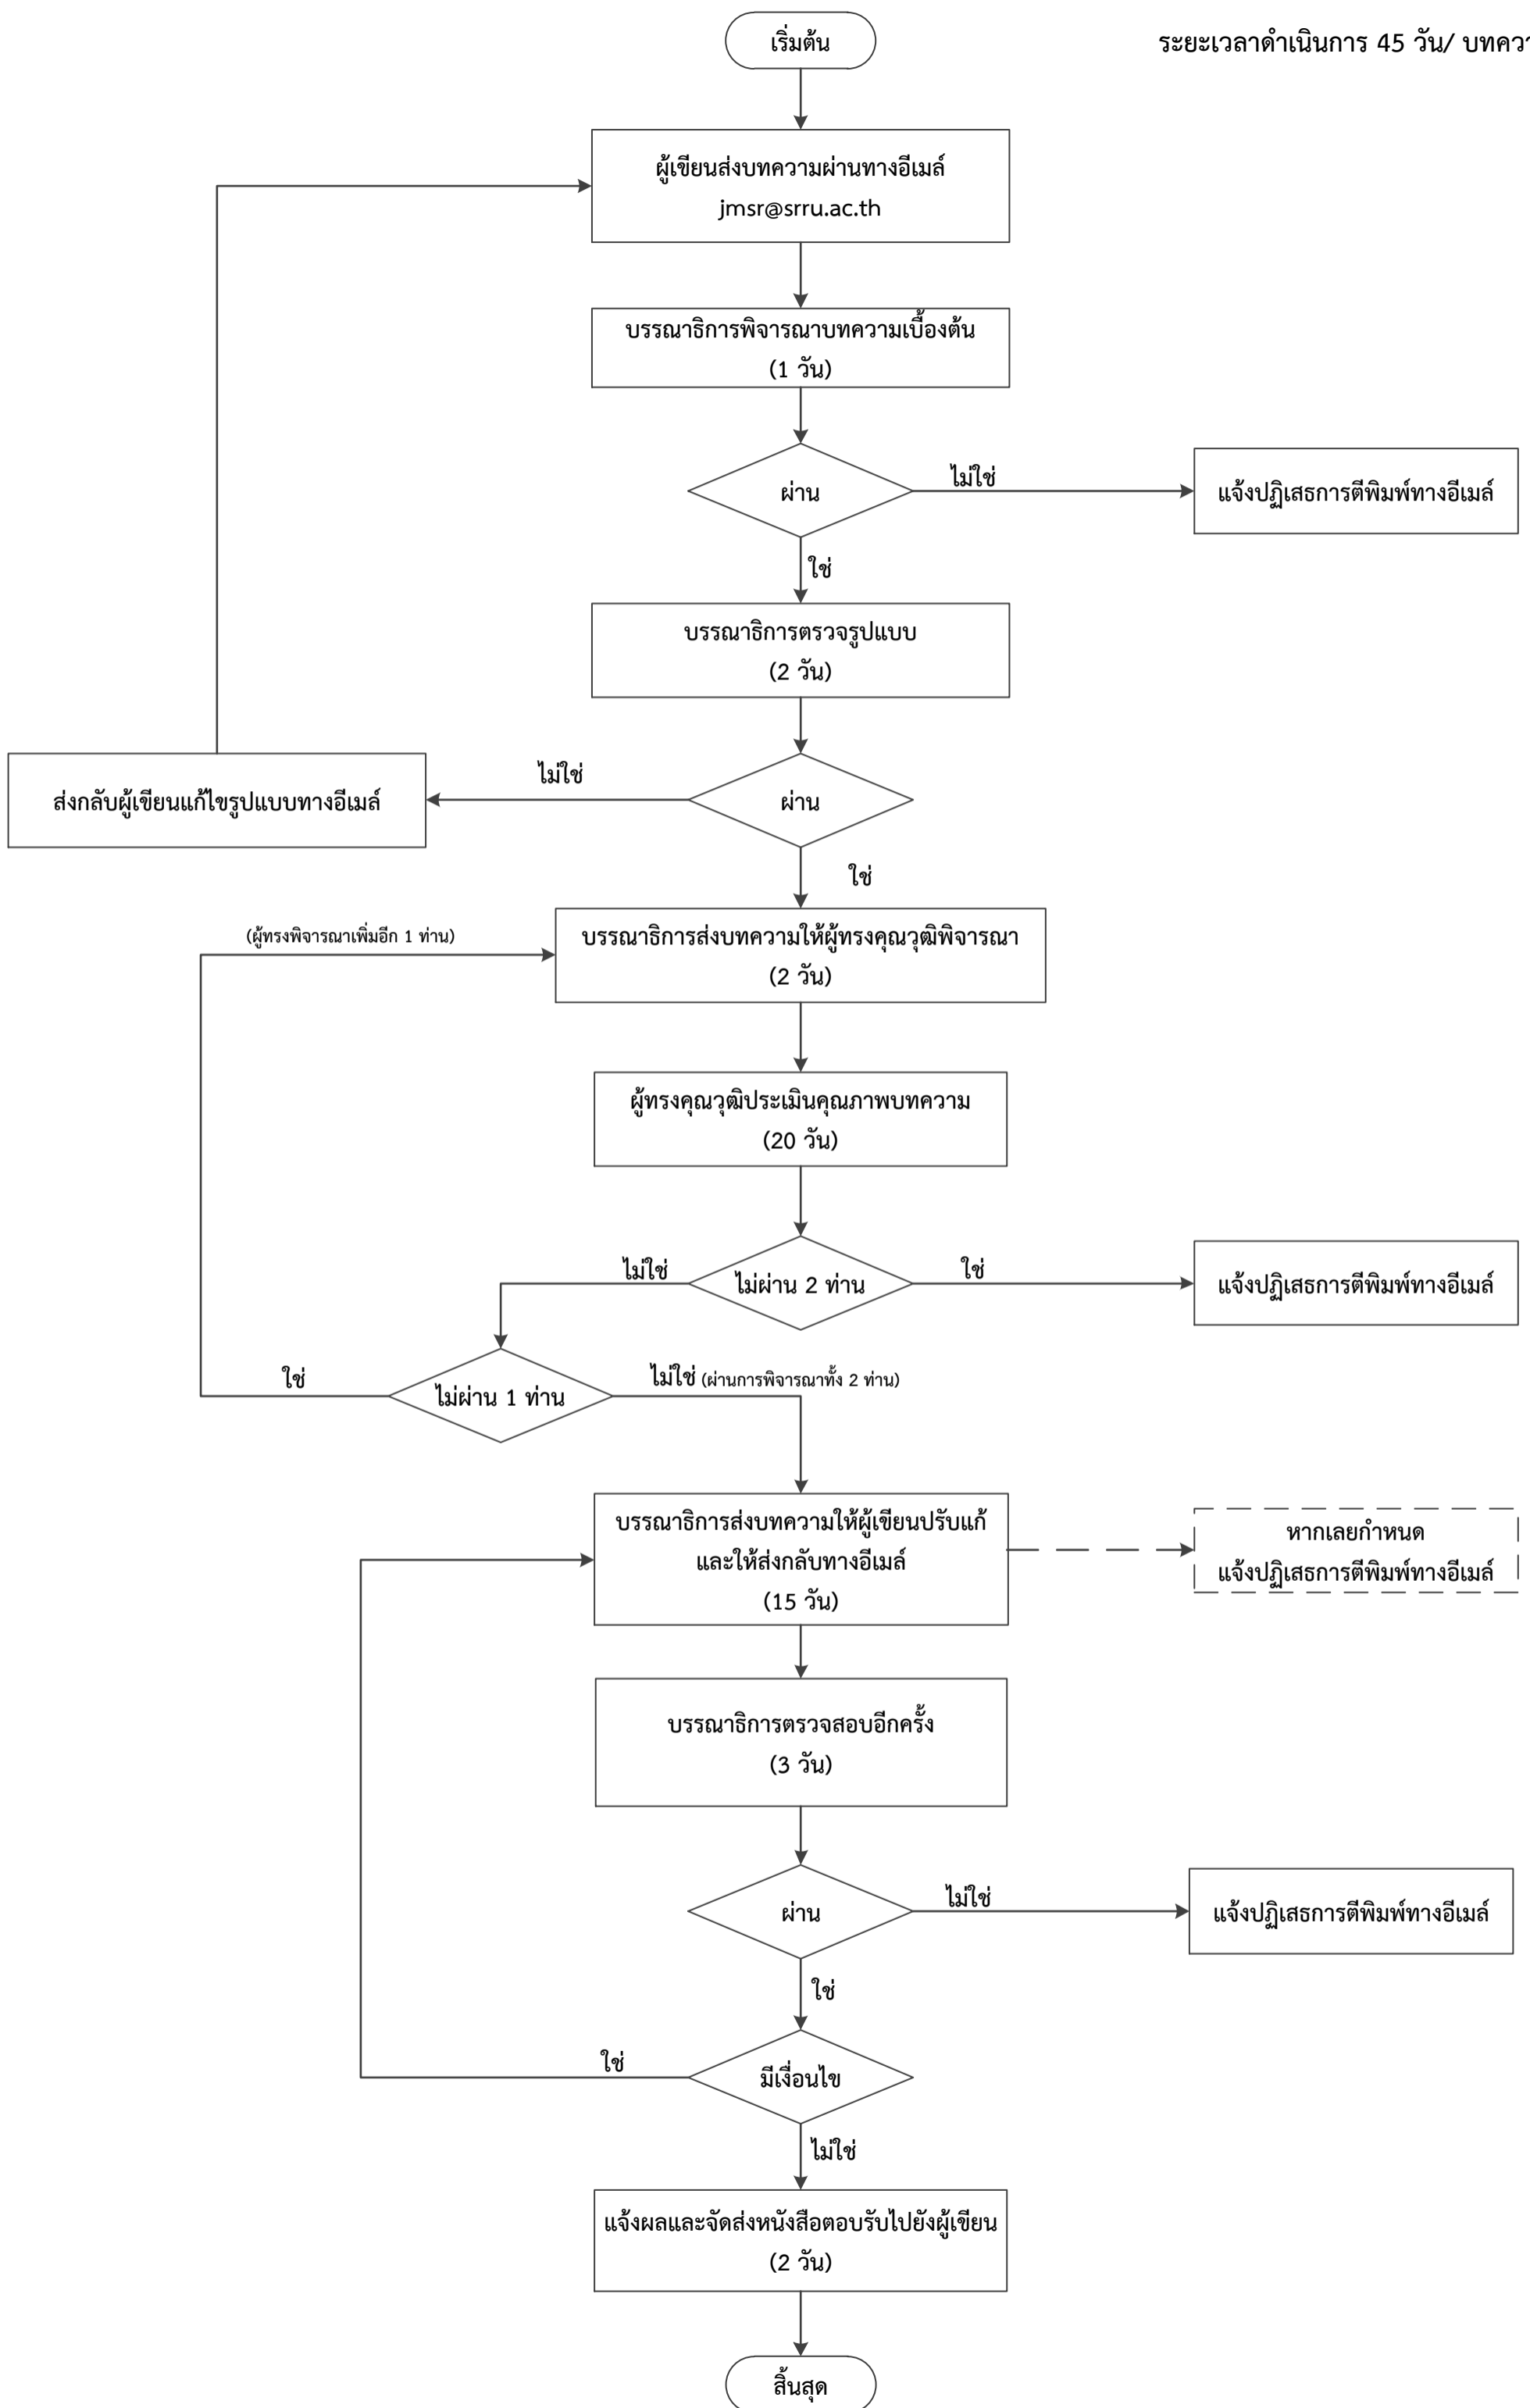 เริ่มต้น
ระยะเวลาดำเนินการ 45 วัน/
ผู้เขียนส่งบทความผ่านทางอีเมล์
jmsr@srru.ac.th
บรรณาธิการพิจารณาบทความเบื้องต้น
(1 วัน)
ผ่าน
ไม่ใช่
แจ้งปฏิเสธการตีพิมพ์ทางอีเมล์
ใช่
บรรณาธิการตรวจรูปแบบ
(2 วัน)
ส่งกลับผู้เขียนแก้ไขรูปแบบทางอีเมล์
ไม่ใช่
ผ่าน
ใช่
(ผู้ทรงพิจารณาเพิ่มอีก 1 ท่าน)
บรรณาธิการส่งบทความให้ผู้ทรงคุณวุฒิพิจารณา
(2 วัน)
ผู้ทรงคุณวุฒิประเมินคุณภาพบทความ
(20 วัน)
ไม่ใช่
ไม่ผ่าน 2 ท่าน
ใช่
แจ้งปฏิเสธการตีพิมพ์ทางอีเมล์
ใช่
ไม่ผ่าน 1 ท่าน
ไม่ใช่ (ผ่านการพิจารณาทั้ง 2 ท่าน)
บรรณาธิการส่งบทความให้ผู้เขียนปรับแก้
และให้ส่งกลับทางอีเมล์
(15 วัน)
หากเลยกำหนด
แจ้งปฏิเสธการตีพิมพ์ทางอีเมล์
บรรณาธิการตรวจสอบอีกครั้ง
(3 วัน)
ผ่าน
ไม่ใช่
แจ้งปฏิเสธการตีพิมพ์ทางอีเมล์
ใช่
ใช่
มีเงื่อนไข
ไม่ใช่
แจ้งผลและจัดส่งหนังสือตอบรับไปยังผู้เขียน
(2 วัน)
สิ้นสุด